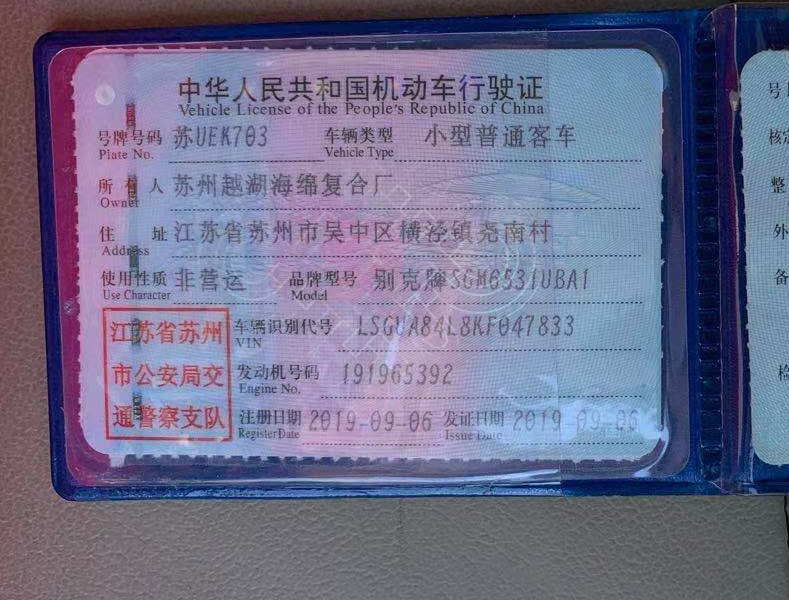 中华人民共和国机动车行驶证
Vehicle License of the People's Republic of China
号牌号码 苏UEK703 车辆类型 小型普通客车
Plate No. Vehicle Type
所有人 苏州越湖海绵复合厂
Owner
住址 江苏省苏州市吴中区横泾镇尧南村
Address
使用性质 非营运 品牌型号 别克牌SGM6531UBA1
Use Character Model
江苏省苏州 车辆识别代号 LSGUA84L8KF047833
VIN
市公安局交 发动机号码 191965392
Engine No.
通警察支队 注册日期 2019-09-06 发证日期 2019-09-06
Register Date Issue Date
号
核定
整
外
备
检